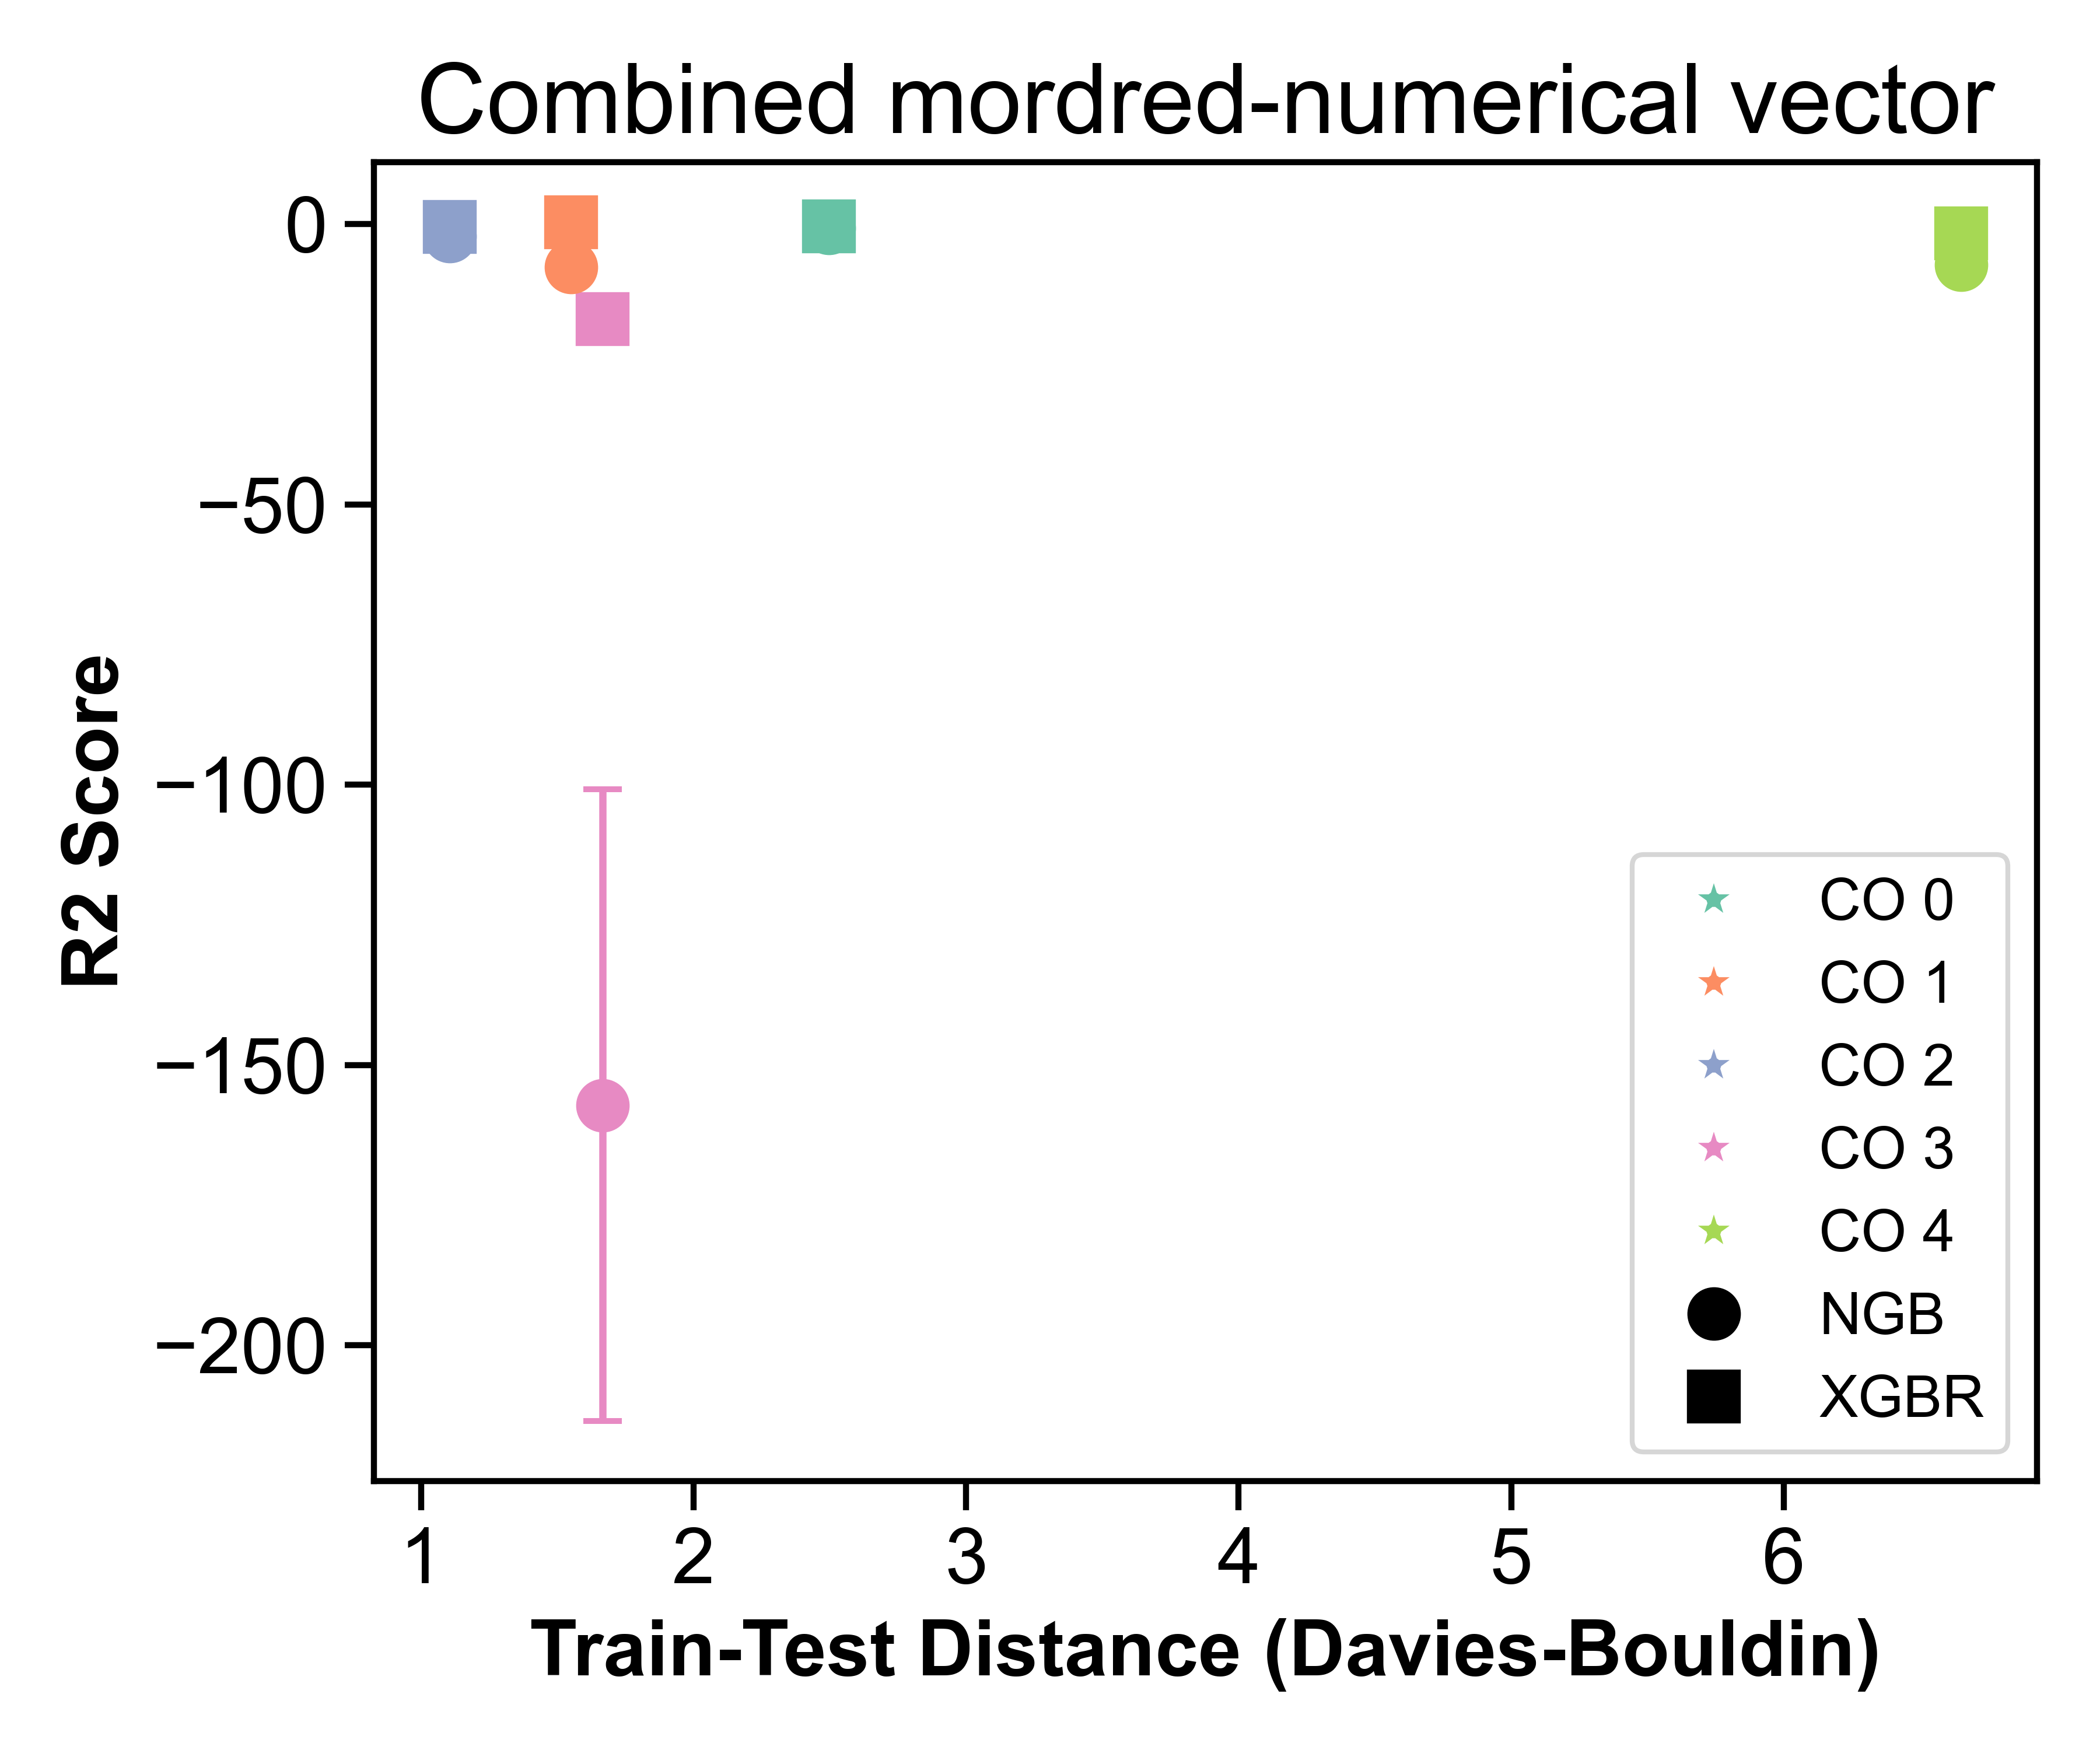 Combined mordred-numerical vector
R2 Score
0
−50
−100
−150
−200
CO 0
CO 1
CO 2
CO 3
CO 4
NGB
XGBR
1 2 3 4 5 6
Train-Test Distance (Davies-Bouldin)